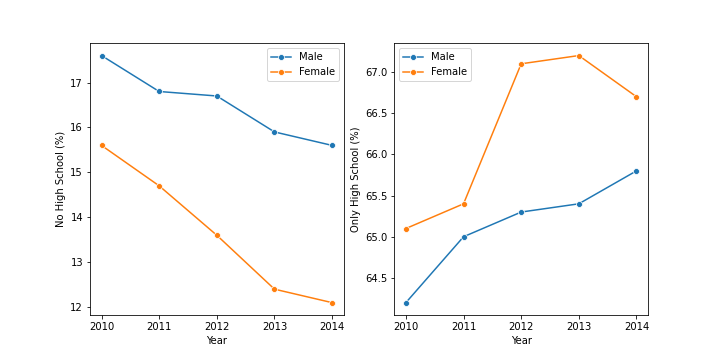 No High School (%)
17
16
15
14
13
12
Male
Female
2010 2011 2012 2013 2014
Year
Only High School (%)
67.0
66.5
66.0
65.5
65.0
64.5
Male
Female
2010 2011 2012 2013 2014
Year